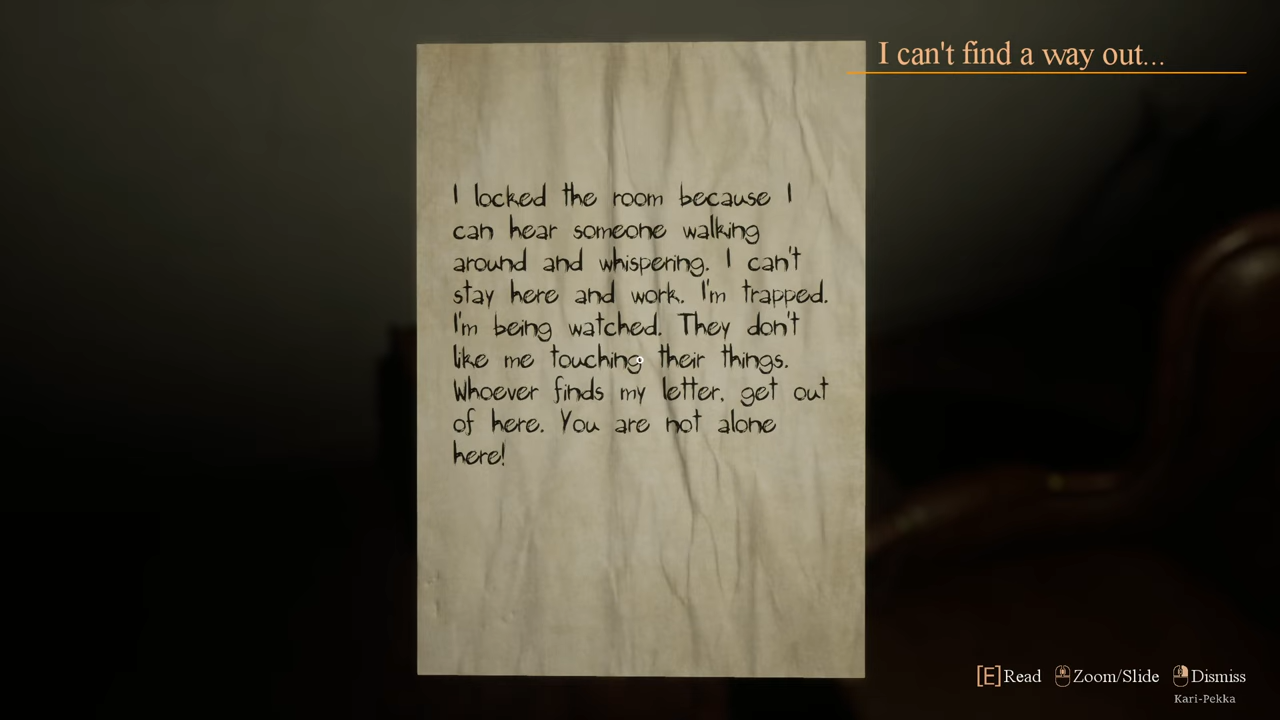 I can't find a way out...
I locked the room because I
can hear someone walking
around and whispering. I can't
stay here and work. I'm trapped.
I'm being watched. They don't
like me touching their things.
Whoever finds my letter, get out
of here. You are not alone
here!
[E]Read Zoom/Slide Dismiss
Kari-Pekka